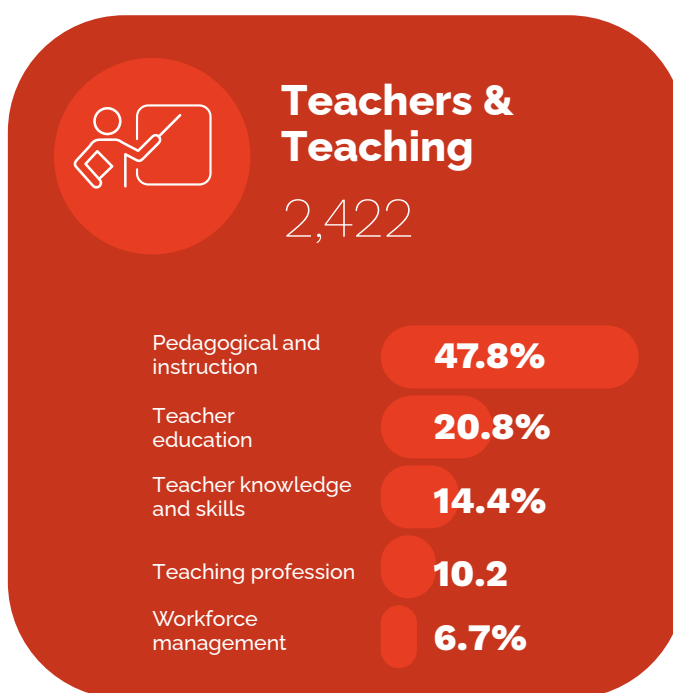 Teachers &
Teaching
2,422
Pedagogical and
instruction
47.8%
Teacher
education
20.8%
Teacher knowledge
and skills
14.4%
Teaching profession
10.2
Workforce
management
6.7%